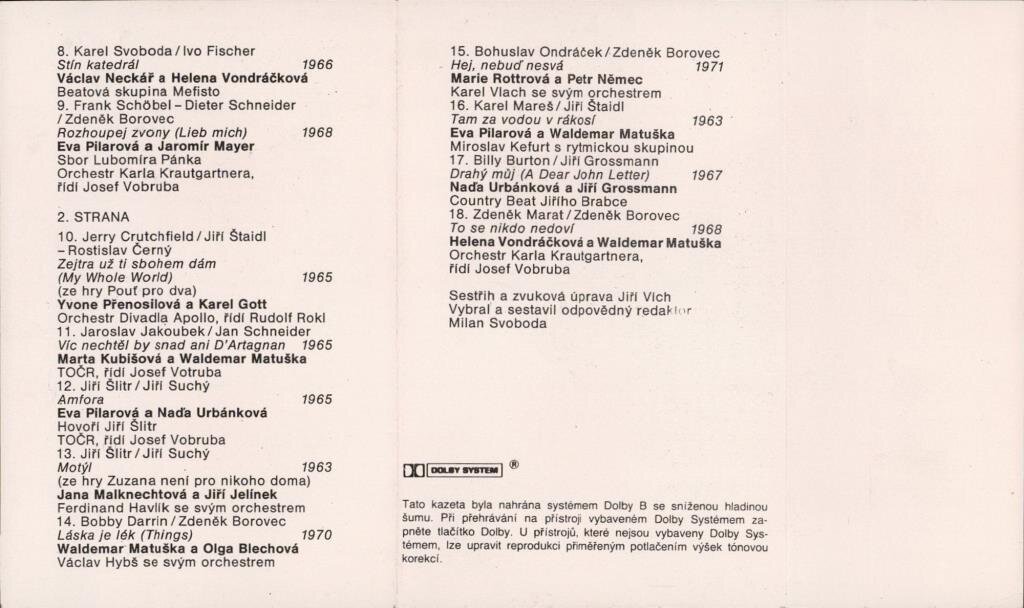 8. Karel Svoboda / Ivo Fischer
Stín katedrál 1966
Václav Neckář a Helena Vondráčková
Beatová skupina Mefisto
9. Frank Schöbel – Dieter Schneider
/ Zdeněk Borovec
Rozhoupej zvony (Lieb mich) 1968
Eva Pilarová a Jaromír Mayer
Sbor Lubomíra Pánka
Orchestr Karla Krautgartnera,
řídí Josef Vobruba
2. STRANA
10. Jerry Crutchfield / Jiří Štaidl
– Rostislav Černý
Zejtra už ti sbohem dám
(My Whole World) 1965
(ze hry Pouť pro dva)
Yvone Přenosilová a Karel Gott
Orchestr Divadla Apollo, řídí Rudolf Rokl
11. Jaroslav Jakoubek / Jan Schneider
Víc nechtěl by snad ani D'Artagnan 1965
Marta Kubišová a Waldemar Matuška
TOČR, řídí Josef Votruba
12. Jiří Šlitr / Jiří Suchý
Amfora 1965
Eva Pilarová a Naďa Urbánková
Hovoří Jiří Šlitr
TOČR, řídí Josef Vobruba
13. Jiří Šlitr / Jiří Suchý
Motýl 1963
(ze hry Zuzana není pro nikoho doma)
Jana Malknechtová a Jiří Jelínek
Ferdinand Havlík se svým orchestrem
14. Bobby Darrin / Zdeněk Borovec
Láska je lék (Things) 1970
Waldemar Matuška a Olga Blechová
Václav Hybš se svým orchestrem
15. Bohuslav Ondráček / Zdeněk Borovec
Hej, nebuď nesvá 1971
Marie Rottrová a Petr Němec
Karel Vlach se svým orchestrem
16. Karel Mareš / Jiří Štaidl
Tam za vodou v rákosí 1963
Eva Pilarová a Waldemar Matuška
Miroslav Kefurt s rytmickou skupinou
17. Billy Burton / Jiří Grossmann
Drahý můj (A Dear John Letter) 1967
Naďa Urbánková a Jiří Grossmann
Country Beat Jiřího Brabce
18. Zdeněk Marat / Zdeněk Borovec
To se nikdo nedoví 1968
Helena Vondráčková a Waldemar Matuška
Orchestr Karla Krautgartnera,
řídí Josef Vobruba
Sestřih a zvuková úprava Jiří Vích
Vybral a sestavil odpovědný redaktor
Milan Svoboda
DOLBY SYSTEM ®
Tato kazeta byla nahrána systémem Dolby B se sníženou hladinou
šumu. Při přehrávání na přístroji vybaveném Dolby Systémem za-
pněte tlačítko Dolby. U přístrojů, které nejsou vybaveny Dolby Sys-
témem, lze upravit reprodukci přiměřeným potlačením výšek tónovou
korekcí.